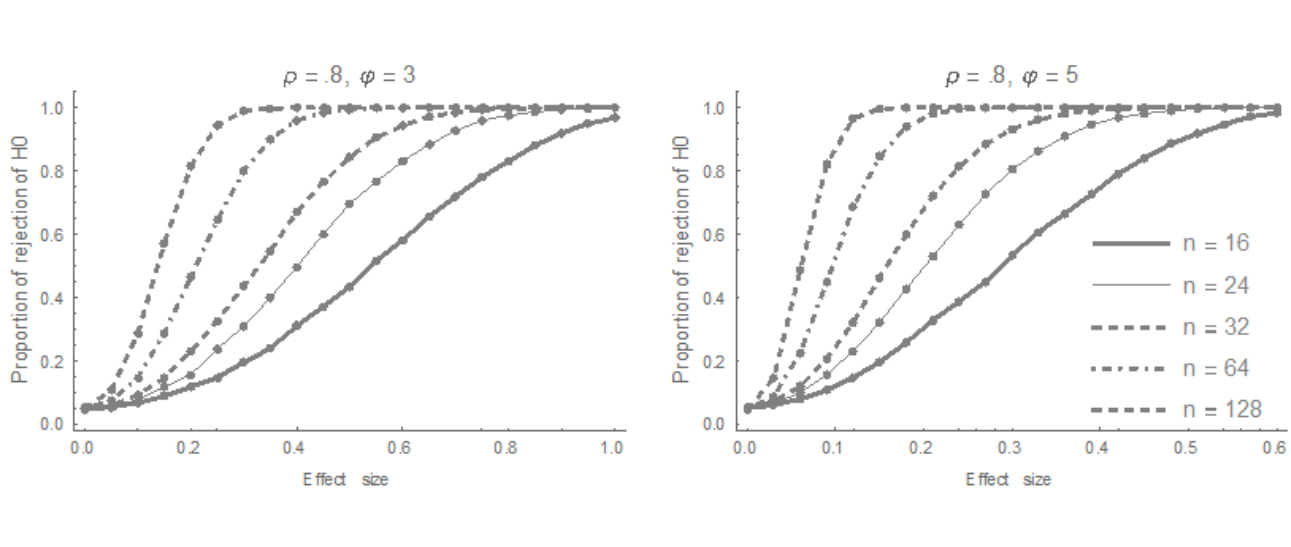 ρ = .8, φ = 3
Proportion of rejection of H0
1.0
0.8
0.6
0.4
0.2
0.0
0.0 0.2 0.4 0.6 0.8 1.0
Effect size
ρ = .8, φ = 5
Proportion of rejection of H0
1.0
0.8
0.6
0.4
0.2
0.0
n = 16
n = 24
n = 32
n = 64
n = 128
0.0 0.1 0.2 0.3 0.4 0.5 0.6
Effect size